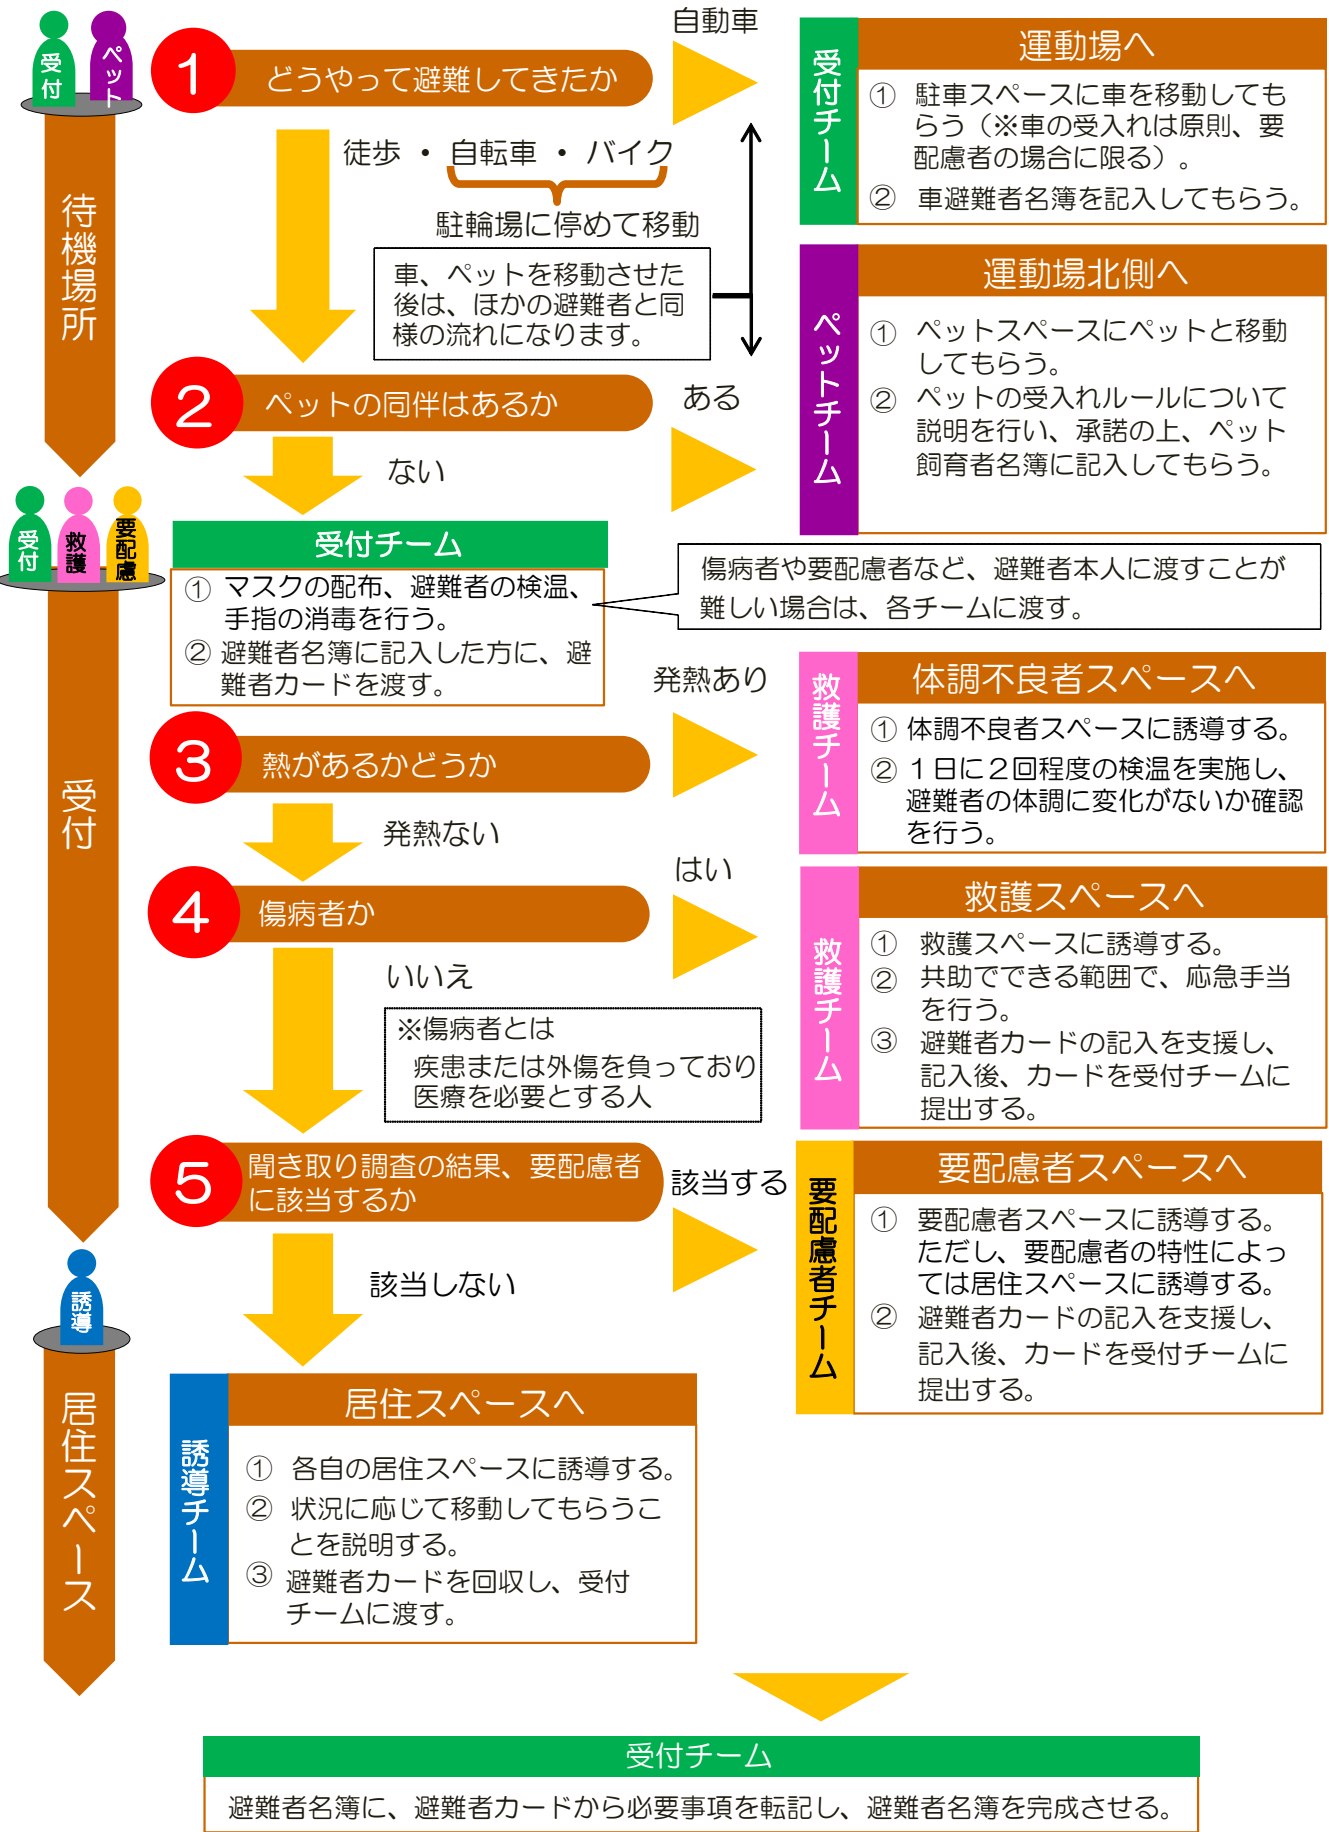 受付
ペット
待機場所
1
どうやって避難してきたか
自動車
徒歩 ・ 自転車 ・ バイク
駐輪場に停めて移動
車、ペットを移動させた
後は、ほかの避難者と同
様の流れになります。
受付チーム
運動場へ
① 駐車スペースに車を移動しても
らう（※車の受入れは原則、要
配慮者の場合に限る）。
② 車避難者名簿を記入してもらう。
2
ペットの同伴はあるか
ある
ない
ペットチーム
運動場北側へ
① ペットスペースにペットと移動
してもらう。
② ペットの受入れルールについて
説明を行い、承諾の上、ペット
飼育者名簿に記入してもらう。
受付
救護
要配慮
受付
受付チーム
① マスクの配布、避難者の検温、
手指の消毒を行う。
② 避難者名簿に記入した方に、避
難者カードを渡す。
傷病者や要配慮者など、避難者本人に渡すことが
難しい場合は、各チームに渡す。
3
熱があるかどうか
発熱あり
発熱ない
救護チーム
体調不良者スペースへ
① 体調不良者スペースに誘導する。
② １日に２回程度の検温を実施し、
避難者の体調に変化がないか確認
を行う。
4
傷病者か
はい
いいえ
※傷病者とは
疾患または外傷を負っており
医療を必要とする人
救護チーム
救護スペースへ
① 救護スペースに誘導する。
② 共助でできる範囲で、応急手当
を行う。
③ 避難者カードの記入を支援し、
記入後、カードを受付チームに
提出する。
5
聞き取り調査の結果、要配慮者
に該当するか
該当する
該当しない
要配慮者チーム
要配慮者スペースへ
① 要配慮者スペースに誘導する。
ただし、要配慮者の特性によっ
ては居住スペースに誘導する。
② 避難者カードの記入を支援し、
記入後、カードを受付チームに
提出する。
誘導
居住スペース
誘導チーム
居住スペースへ
① 各自の居住スペースに誘導する。
② 状況に応じて移動してもらうこ
とを説明する。
③ 避難者カードを回収し、受付
チームに渡す。
受付チーム
避難者名簿に、避難者カードから必要事項を転記し、避難者名簿を完成させる。